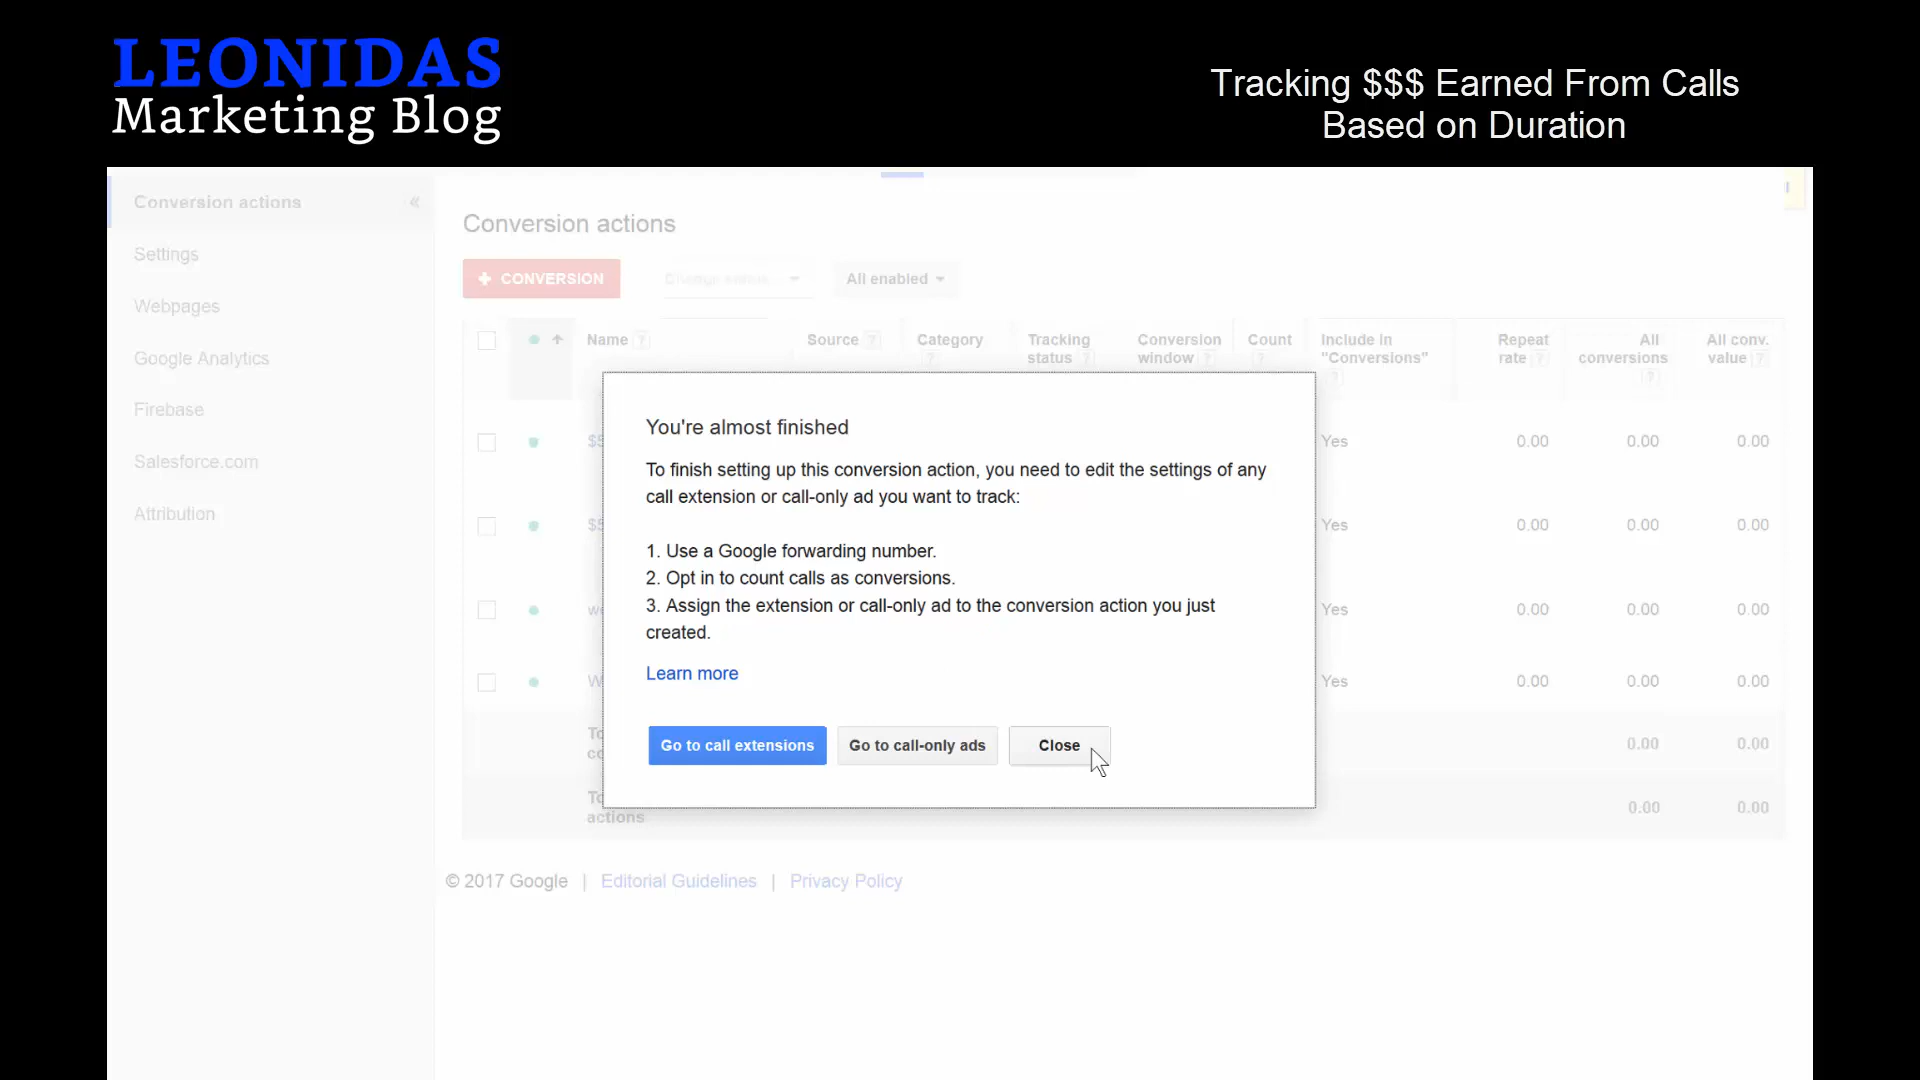 LEONIDAS
Marketing Blog
Tracking $$$ Earned From Calls
Based on Duration
Conversion actions «
Settings
Webpages
Google Analytics
Firebase
Salesforce.com
Attribution
Conversion actions
+ CONVERSION
All enabled
Name ? Source ? Category ? Tracking status ? Conversion window ? Count ? Include in "Conversions" ? Repeat rate ? All conversions ? All conv. value ?
Yes 0.00 0.00 0.00
Yes 0.00 0.00 0.00
Yes 0.00 0.00 0.00
Yes 0.00 0.00 0.00
0.00 0.00
actions 0.00 0.00
You're almost finished
To finish setting up this conversion action, you need to edit the settings of any
call extension or call-only ad you want to track:
1. Use a Google forwarding number.
2. Opt in to count calls as conversions.
3. Assign the extension or call-only ad to the conversion action you just
created.
Learn more
Go to call extensions Go to call-only ads Close
© 2017 Google | Editorial Guidelines | Privacy Policy